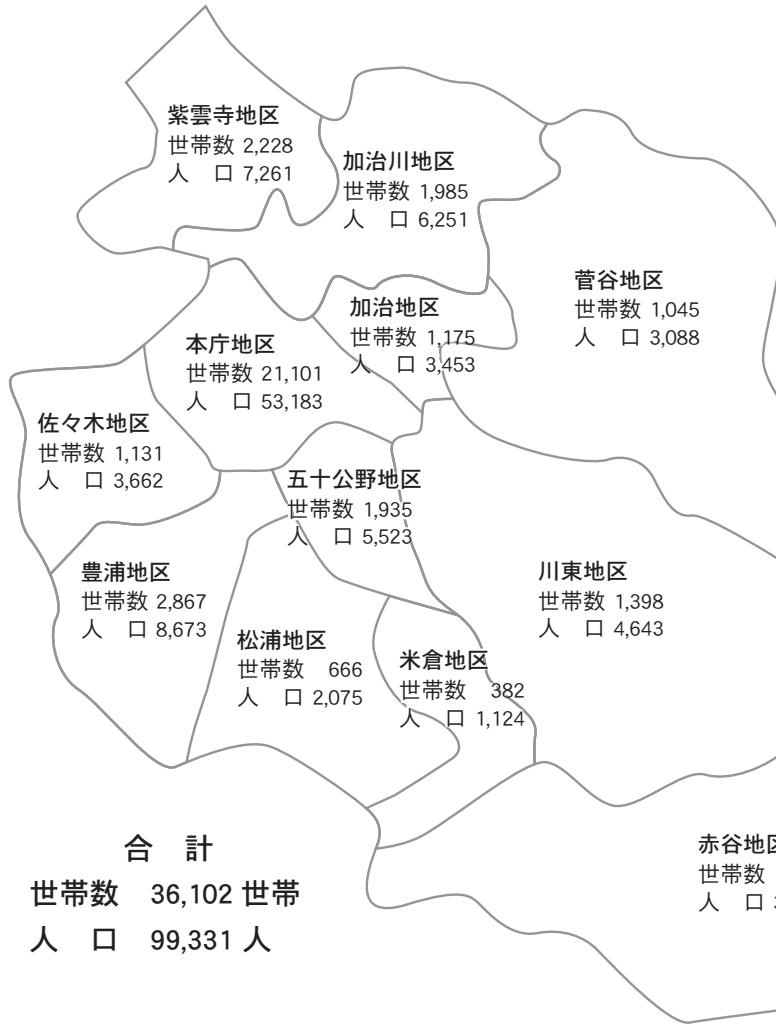 紫雲寺地区
世帯数 2,228
人　口 7,261
加治川地区
世帯数 1,985
人　口 6,251
菅谷地区
世帯数 1,045
人　口 3,088
加治地区
世帯数 1,175
人　口 3,453
本庁地区
世帯数 21,101
人　口 53,183
佐々木地区
世帯数 1,131
人　口 3,662
五十公野地区
世帯数 1,935
人　口 5,523
豊浦地区
世帯数 2,867
人　口 8,673
川東地区
世帯数 1,398
人　口 4,643
松浦地区
世帯数　666
人　口 2,075
米倉地区
世帯数　382
人　口 1,124
赤谷地区
世帯数
人　口
合　計
世帯数　36,102 世帯
人　口　99,331 人